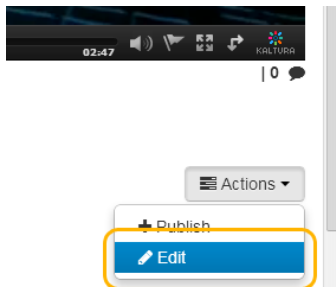 02:47
KALTURA
| 0
Actions
Publish
Edit